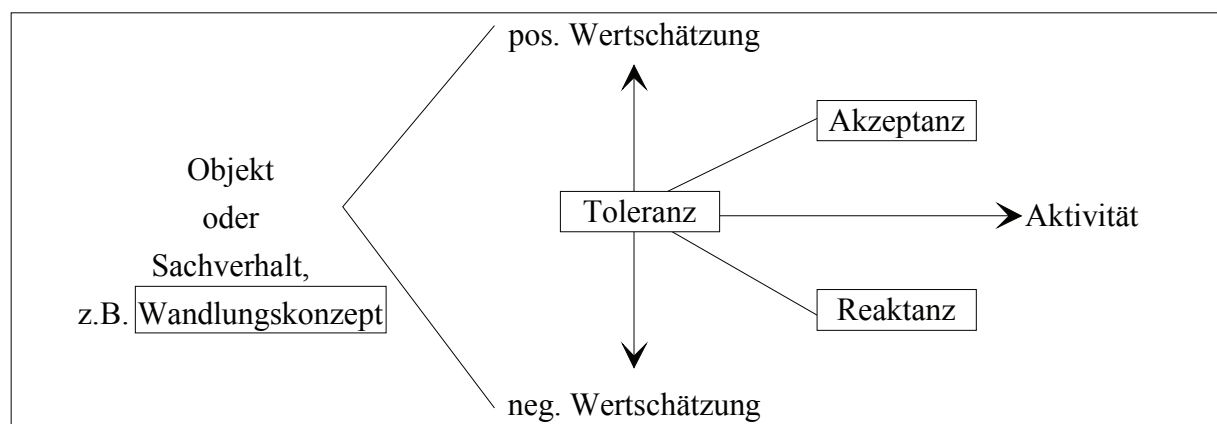 pos. Wertschätzung
Akzeptanz
Objekt
oder
Sachverhalt,
z.B. Wandlungskonzept
Toleranz
Aktivität
Reaktanz
neg. Wertschätzung